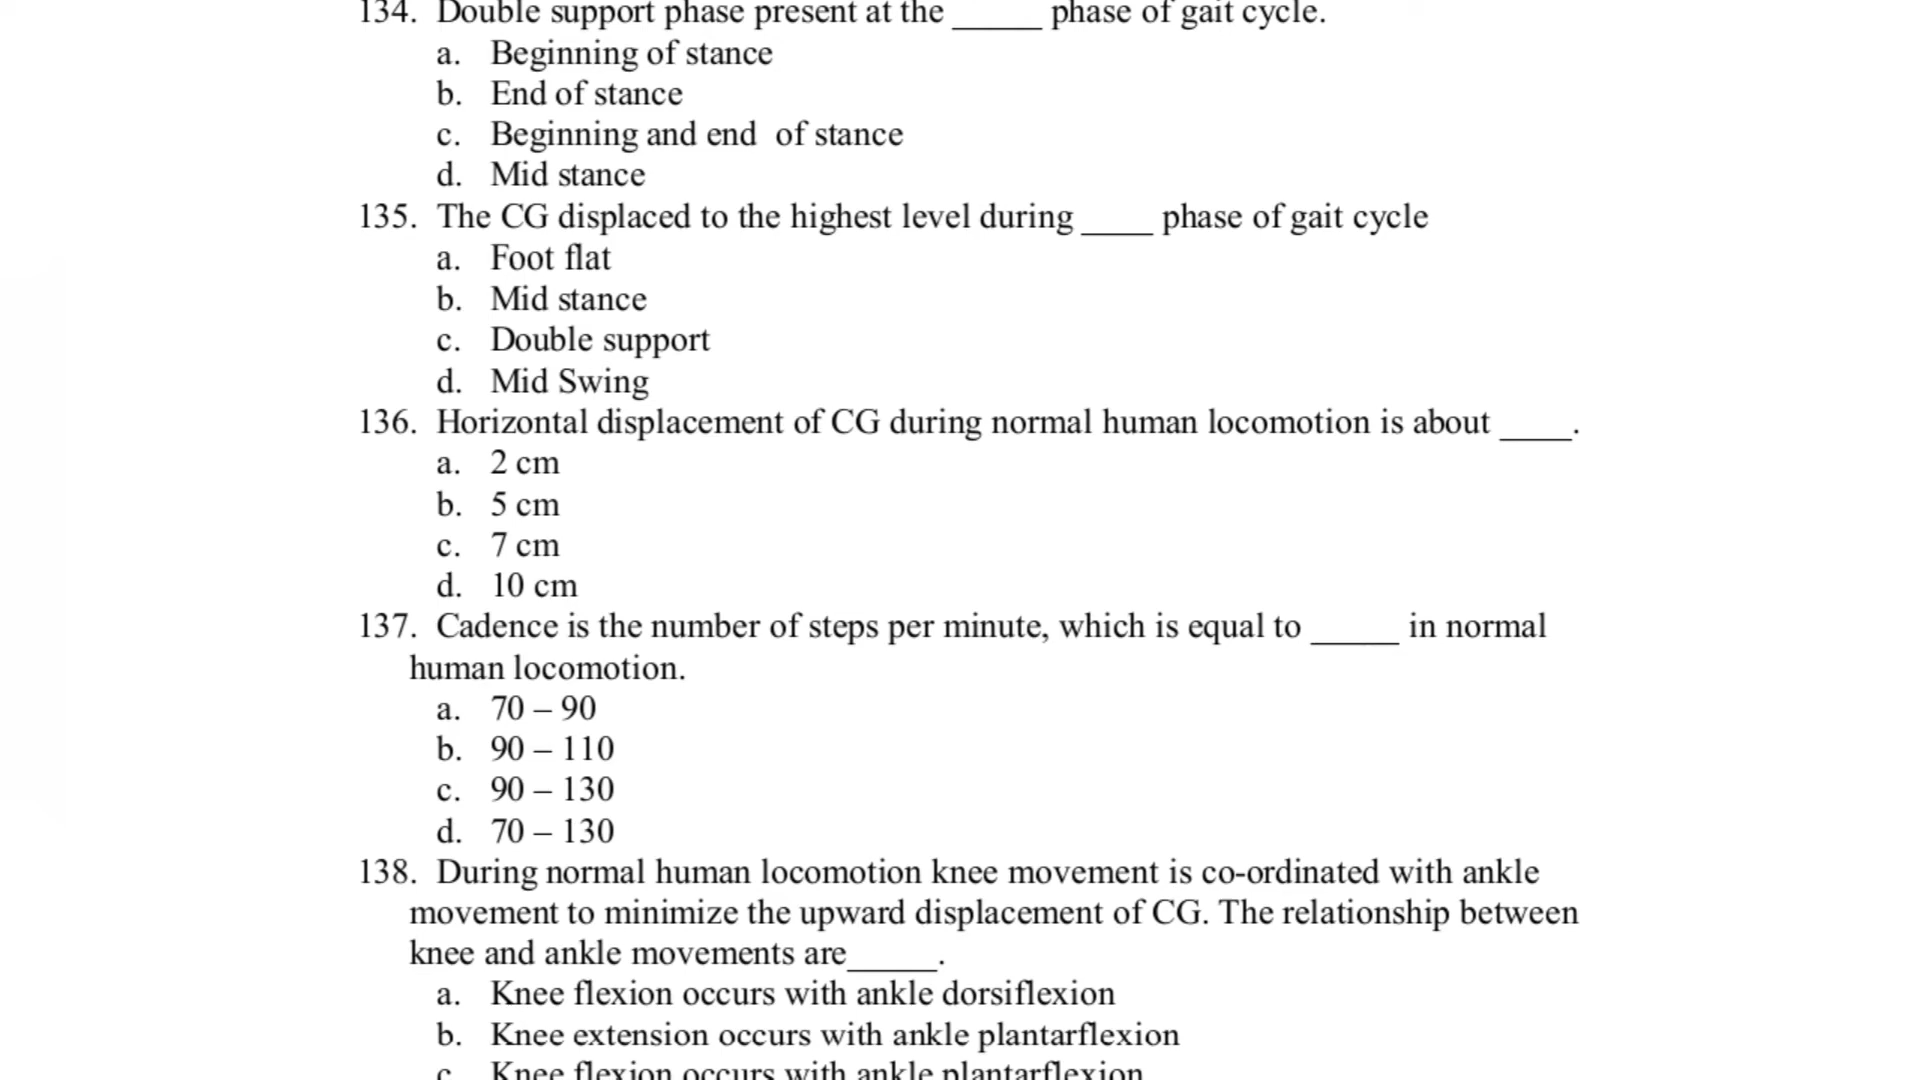 134. Double support phase present at the _____ phase of gait cycle.
a. Beginning of stance
b. End of stance
c. Beginning and end of stance
d. Mid stance
135. The CG displaced to the highest level during ____ phase of gait cycle
a. Foot flat
b. Mid stance
c. Double support
d. Mid Swing
136. Horizontal displacement of CG during normal human locomotion is about ____.
a. 2 cm
b. 5 cm
c. 7 cm
d. 10 cm
137. Cadence is the number of steps per minute, which is equal to _____ in normal
human locomotion.
a. 70 – 90
b. 90 – 110
c. 90 – 130
d. 70 – 130
138. During normal human locomotion knee movement is co-ordinated with ankle
movement to minimize the upward displacement of CG. The relationship between
knee and ankle movements are_____.
a. Knee flexion occurs with ankle dorsiflexion
b. Knee extension occurs with ankle plantarflexion
c. Knee flexion occurs with ankle plantarflexion